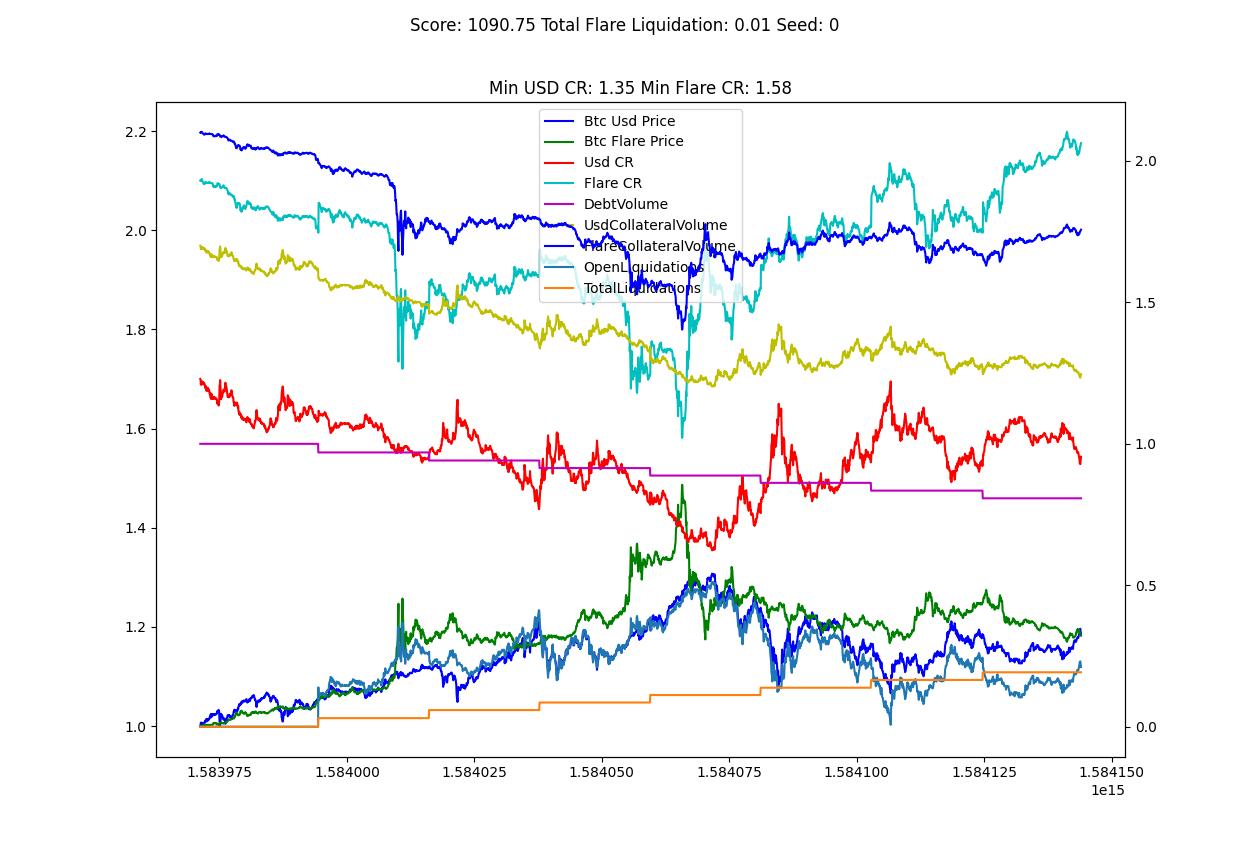 Score: 1090.75 Total Flare Liquidation: 0.01 Seed: 0
Min USD CR: 1.35 Min Flare CR: 1.58
Btc Usd Price
Btc Flare Price
Usd CR
Flare CR
DebtVolume
UsdCollateralVolume
FlareCollateralVolume
OpenLiquidations
TotalLiquidations
2.2
2.0
1.8
1.6
1.4
1.2
1.0
2.0
1.5
1.0
0.5
0.0
1.583975
1.584000
1.584025
1.584050
1.584075
1.584100
1.584125
1.584150
1e15